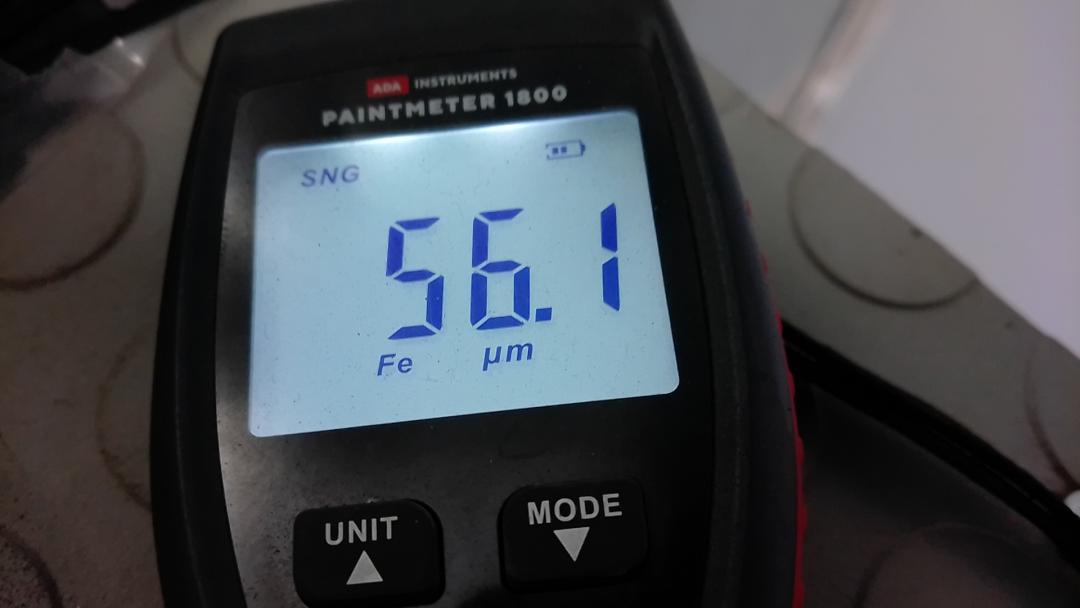 ADA INSTRUMENTS
PAINTMETER 1800
SNG
56.1
Fe μm
UNIT MODE